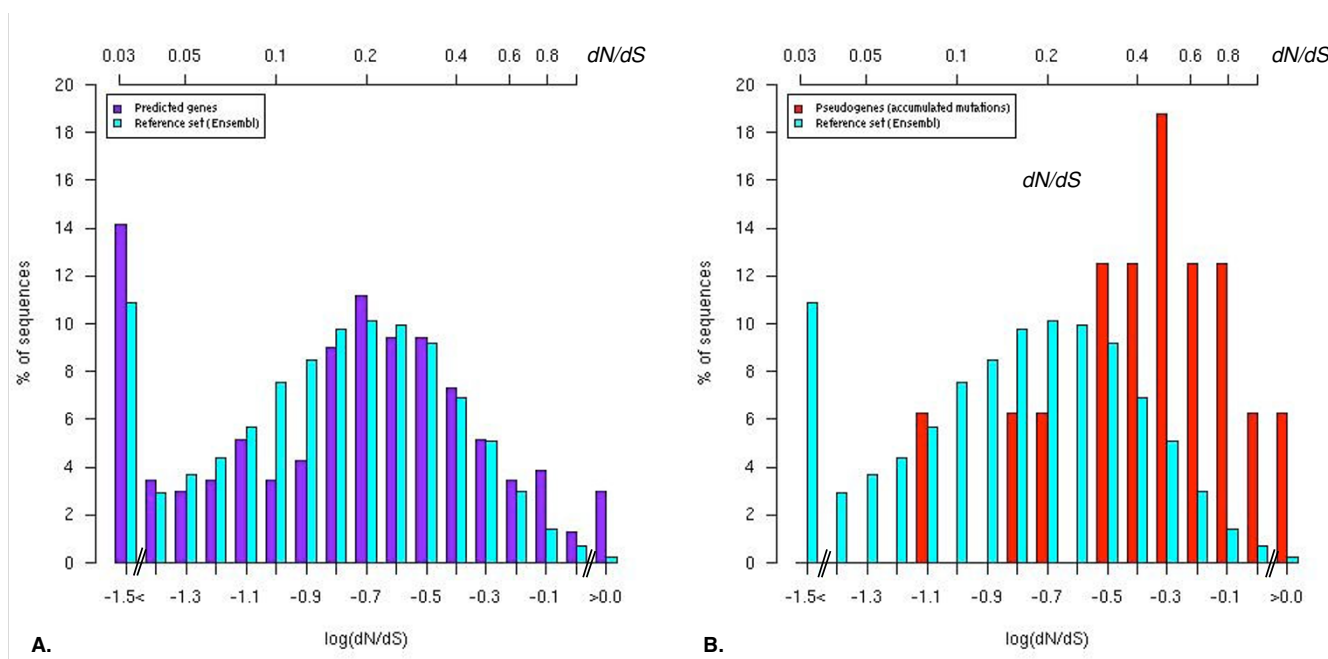 0.03 0.05 0.1 0.2 0.4 0.6 0.8 dN/dS
20
Predicted genes
Reference set (Ensembl)
18
16
14
12
10
8
6
4
2
0
% of sequences
-1.5< -1.3 -1.1 -0.9 -0.7 -0.5 -0.3 -0.1 >0.0
log(dN/dS)
A.
0.03 0.05 0.1 0.2 0.4 0.6 0.8 dN/dS
20
Pseudogenes (accumulated mutations)
Reference set (Ensembl)
18
16
dN/dS
14
12
10
8
6
4
2
0
% of sequences
-1.5< -1.3 -1.1 -0.9 -0.7 -0.5 -0.3 -0.1 >0.0
log(dN/dS)
B.